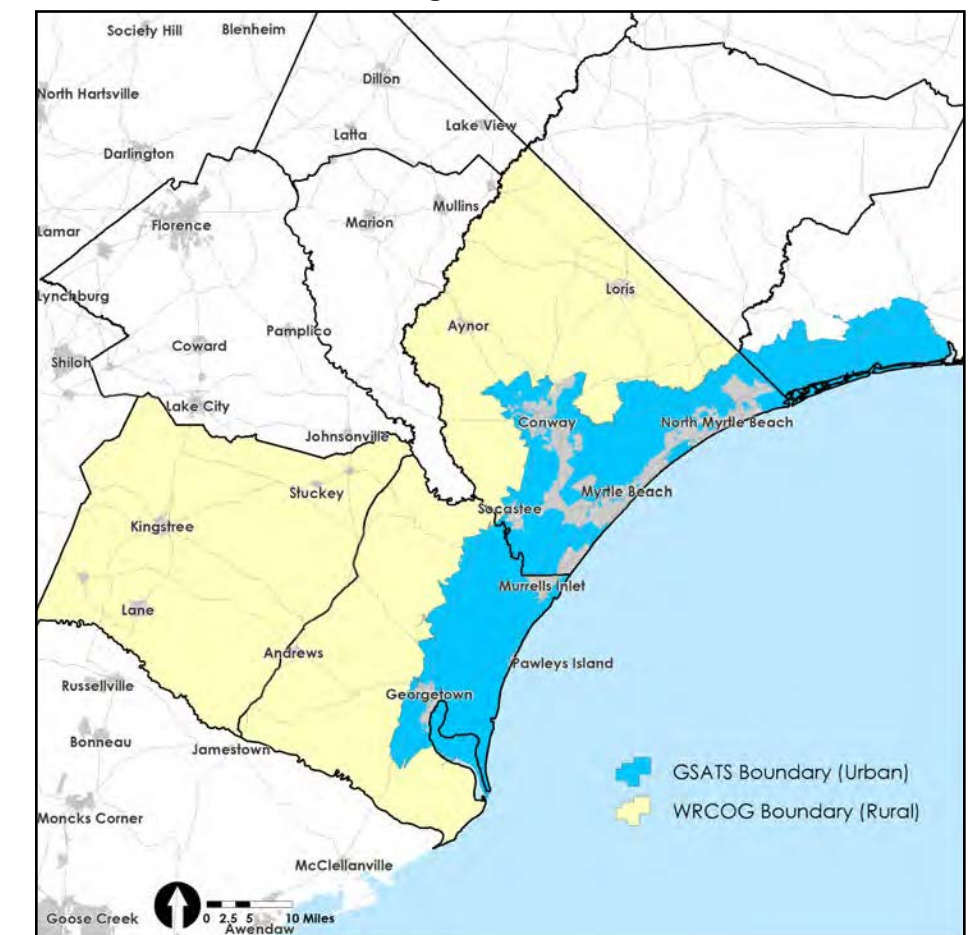 Society Hill
Blenheim
Dillon
North Hartsville
Latta
Lake View
Darlington
Mullins
Florence
Marion
Lamar
Loris
Lynchburg
Pamplico
Aynor
Coward
Shiloh
Lake City
Conway
North Myrtle Beach
Johnsonville
Stuckey
Myrtle Beach
Socastee
Kingstree
Murrells Inlet
Lane
Andrews
Pawleys Island
Russellville
Georgetown
Bonneau
Jamestown
GSATS Boundary (Urban)
WRCOG Boundary (Rural)
Moncks Corner
McClellanville
Goose Creek
0 2.5 5 10 Miles
Awendaw